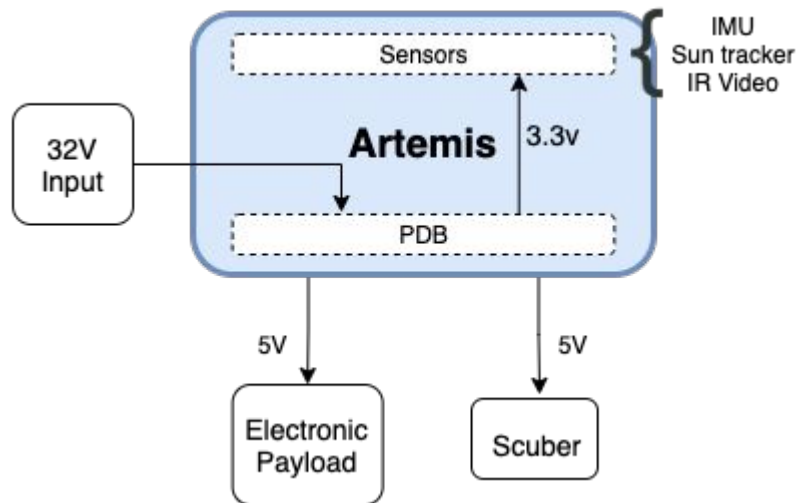 IMU
Sun tracker
IR Video
Sensors
32V
Input
Artemis
3.3v
PDB
5V
5V
Electronic
Payload
Scuber